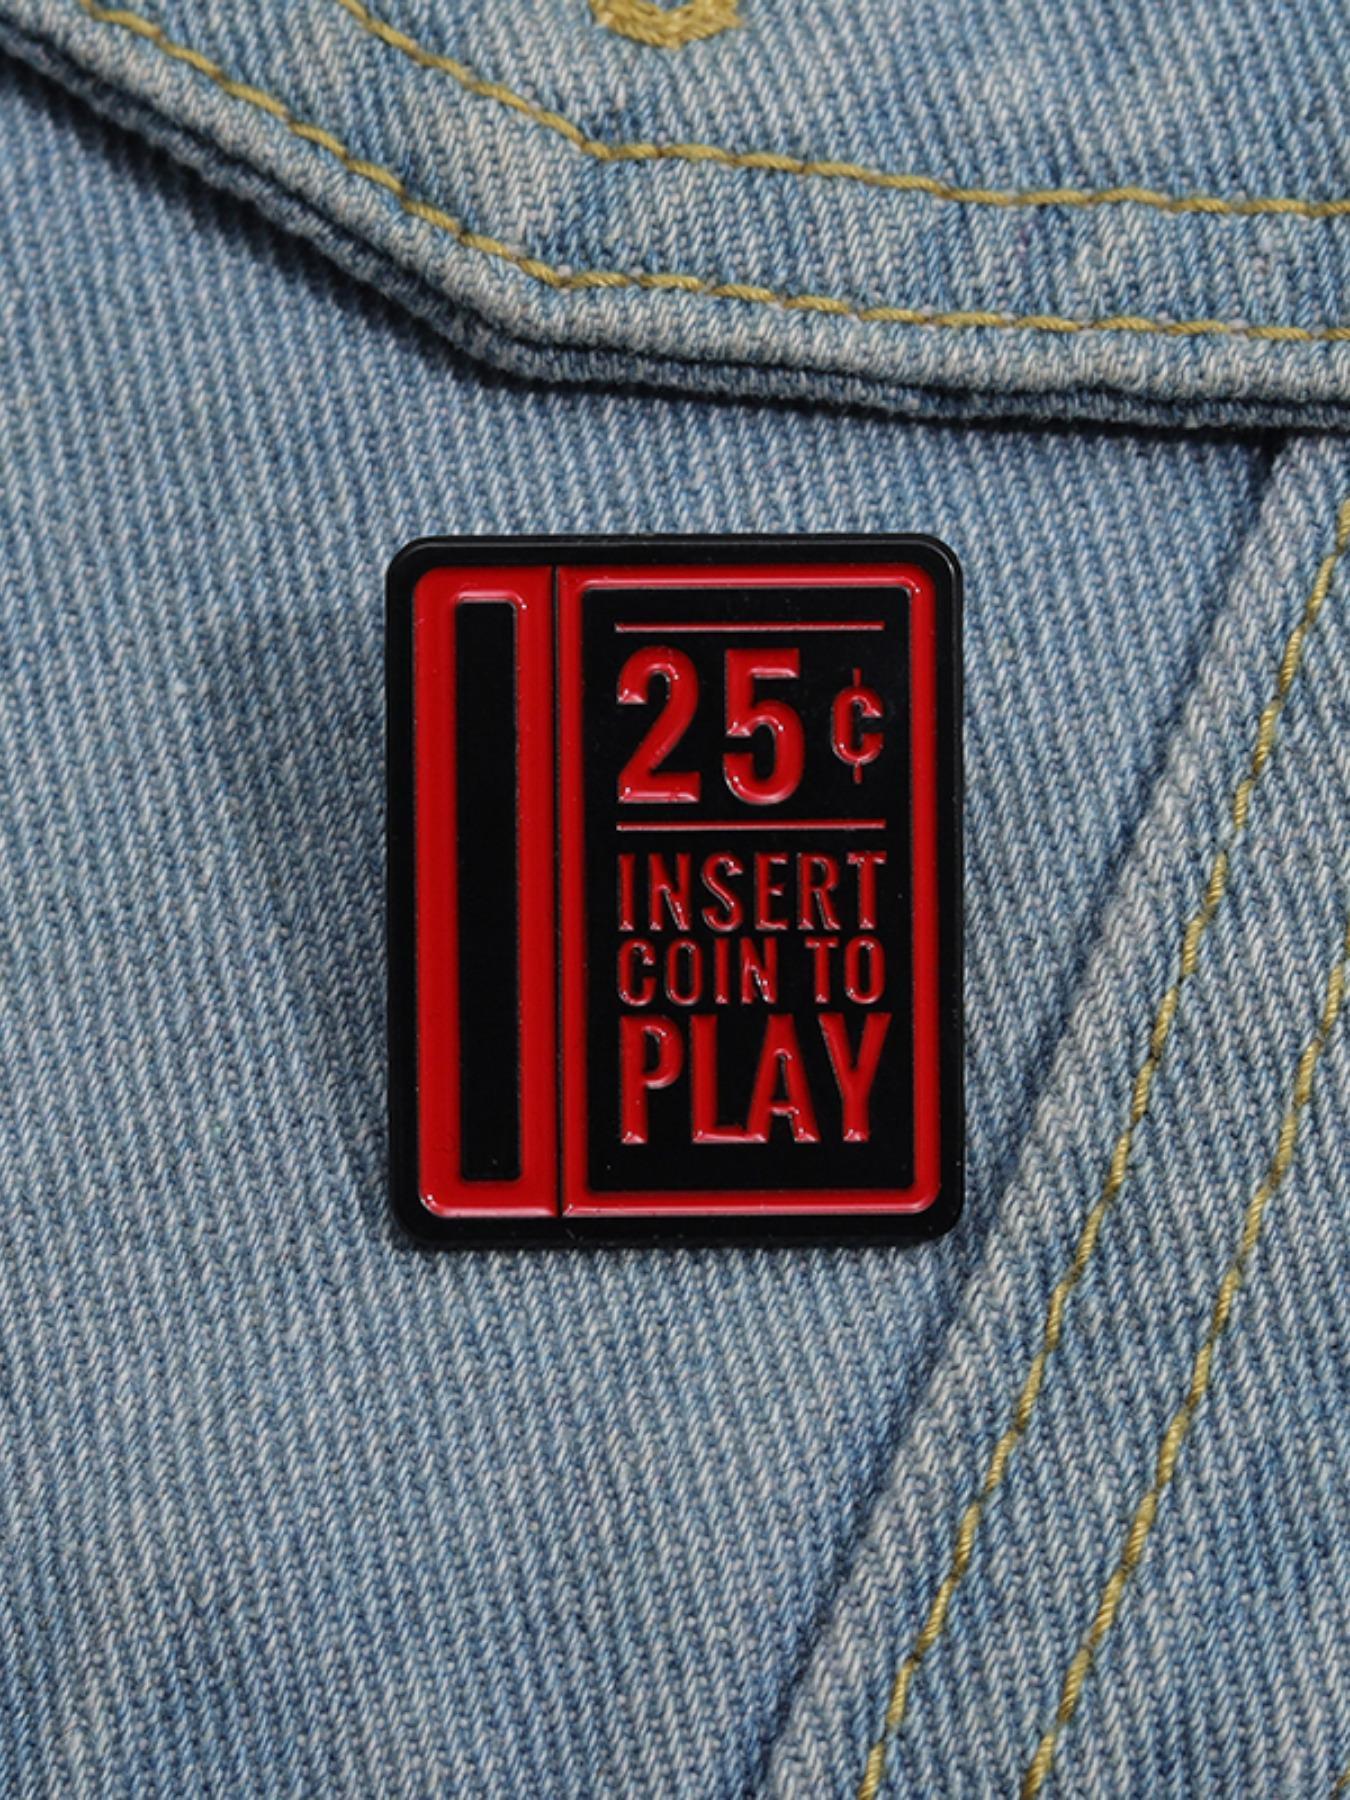 25¢
INSERT
COIN TO
PLAY